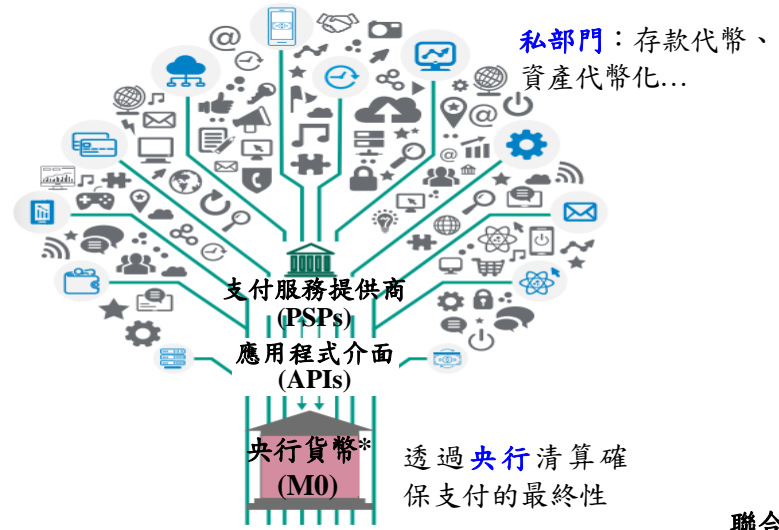 私部門：存款代幣、
資產代幣化…
支付服務提供商
(PSPs)
應用程式介面
(APIs)
央行貨幣*
(M0)
透過央行清算確
保支付的最終性
聯合